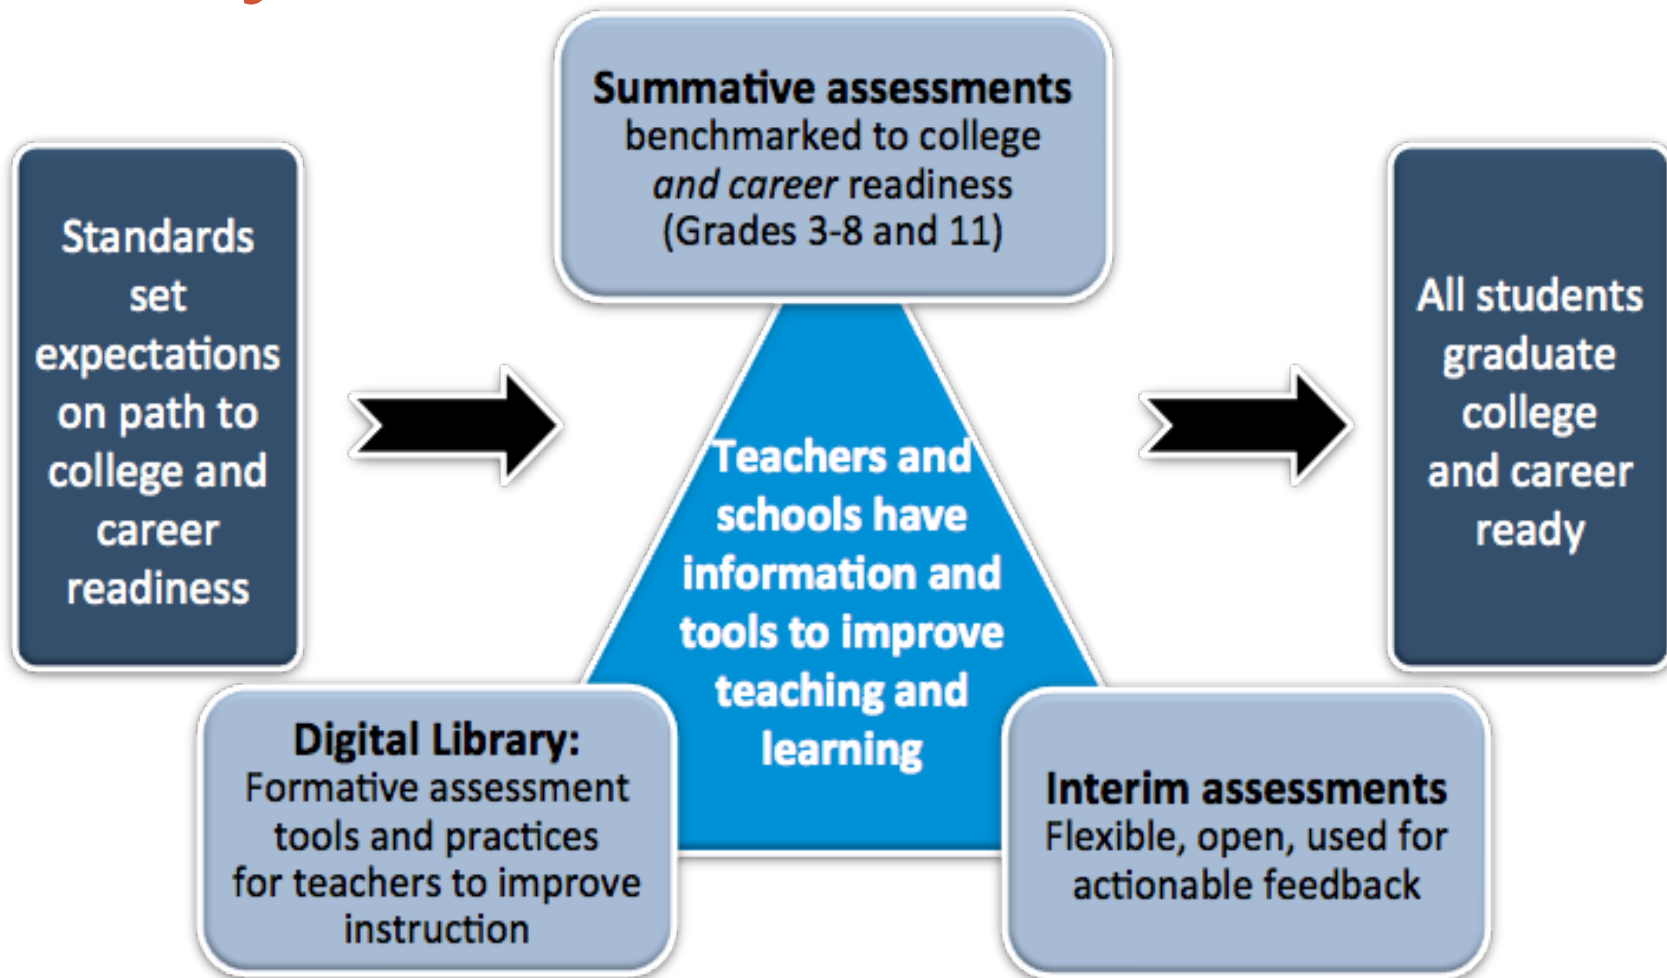 Summative assessments
benchmarked to college
and career readiness
(Grades 3-8 and 11)
Standards
set
expectations
on path to
college and
career
readiness
Teachers and
schools have
information and
tools to improve
teaching and
learning
All students
graduate
college
and career
ready
Digital Library:
Formative assessment
tools and practices
for teachers to improve
instruction
Interim assessments
Flexible, open, used for
actionable feedback